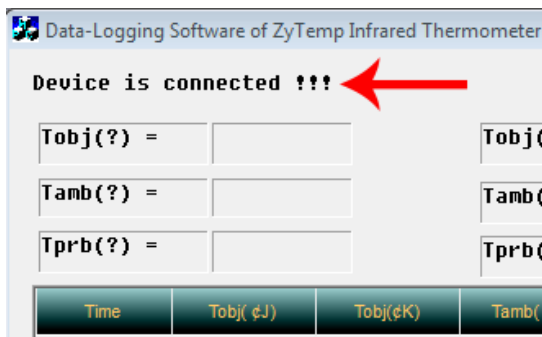 Data-Logging Software of ZyTemp Infrared Thermometer
Device is connected !!!
Tobj(?) = Tobj(
Tamb(?) = Tamb(
Tprb(?) = Tprb(
Time Tobj( ¢J) Tobj(¢K) Tamb(